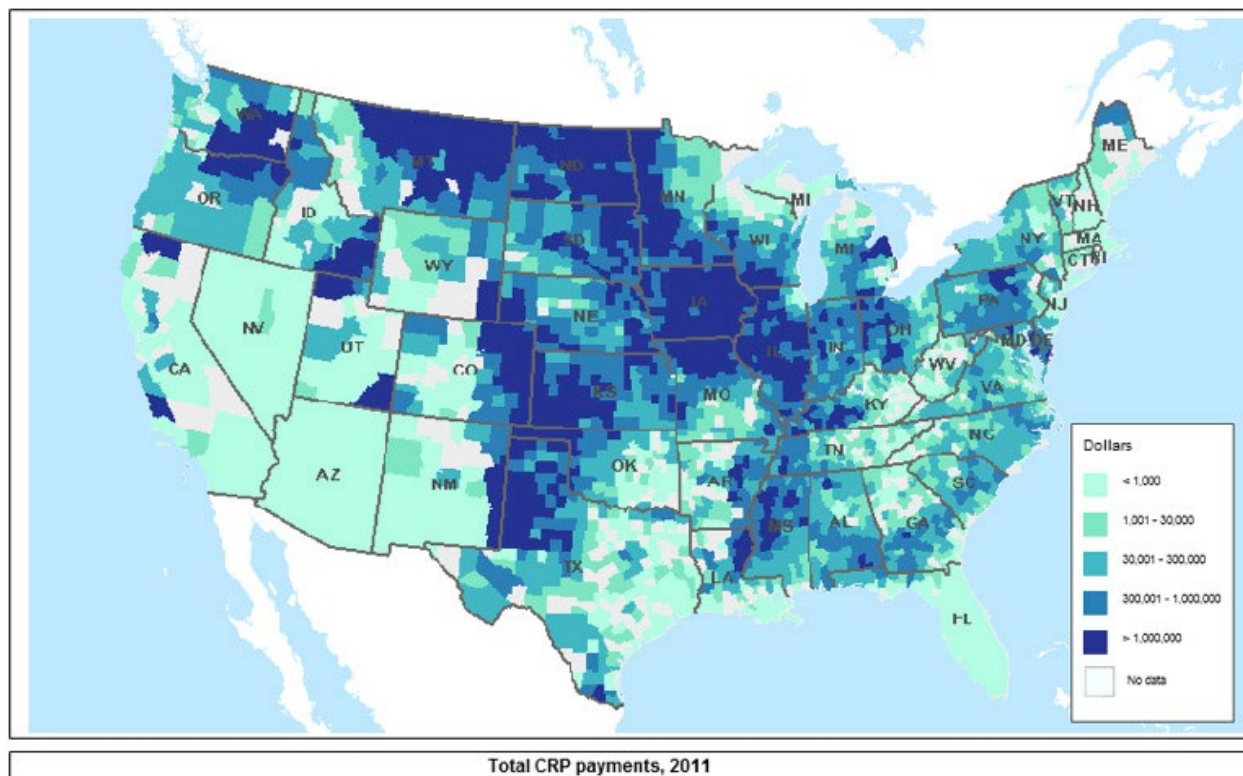 WA
MT
ND
ME
OR
MN
ID
MI
VT
NH
SD
WI
MI
NY
MA
WY
CT
RI
IA
PA
NE
NJ
NV
OH
UT
IL
IN
MD
DE
CA
CO
WV
KS
MO
VA
KY
NC
TN
OK
AZ
NM
AR
SC
MS
AL
GA
TX
LA
FL
Dollars
< 1,000
1,001 - 30,000
30,001 - 300,000
300,001 - 1,000,000
> 1,000,000
No data
Total CRP payments, 2011